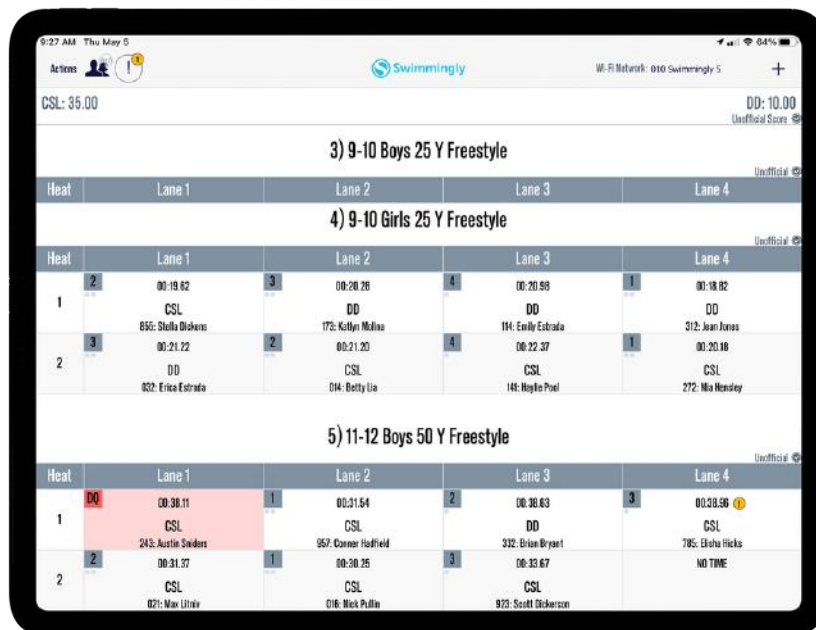 9:27 AM Thu May 5
64%
Actions
!
1
Swimmingly
Wi-Fi Network: 010 Swimmingly 5
+
CSL: 35.00
DD: 10.00
Unofficial Score
3) 9-10 Boys 25 Y Freestyle
Unofficial
Heat Lane 1 Lane 2 Lane 3 Lane 4
4) 9-10 Girls 25 Y Freestyle
Unofficial
Heat Lane 1 Lane 2 Lane 3 Lane 4
2 00:19.62 3 00:20.28 4 00:20.98 1 00:18.82
1
CSL DD DD DD
855: Stella Dickens 173: Katlyn Molina 114: Emily Estrada 312: Jean Jones
3 00:21.22 2 00:21.20 4 00:22.37 1 00:20.18
2
DD CSL CSL CSL
032: Erica Estrada 014: Betty Lia 141: Haylie Pool 272: Mia Hensley
5) 11-12 Boys 50 Y Freestyle
Unofficial
Heat Lane 1 Lane 2 Lane 3 Lane 4
DQ 00:38.11 1 00:31.54 2 00:38.63 3 00:38.96 !
1
CSL CSL DD CSL
243: Austin Sniders 957: Conner Hadfield 332: Brian Bryant 785: Elisha Hicks
2 00:31.37 1 00:30.25 3 00:33.67 NO TIME
2
CSL CSL CSL
021: Max Litniv 016: Nick Pullin 923: Scott Dickerson